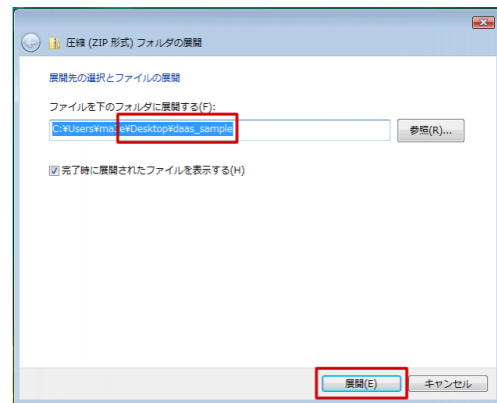 圧縮 (ZIP 形式) フォルダの展開
展開先の選択とファイルの展開
ファイルを下のフォルダに展開する(F):
C:¥Users¥ma3e¥Desktop¥daas_sample
参照(R)...
完了時に展開されたファイルを表示する(H)
展開(E)
キャンセル